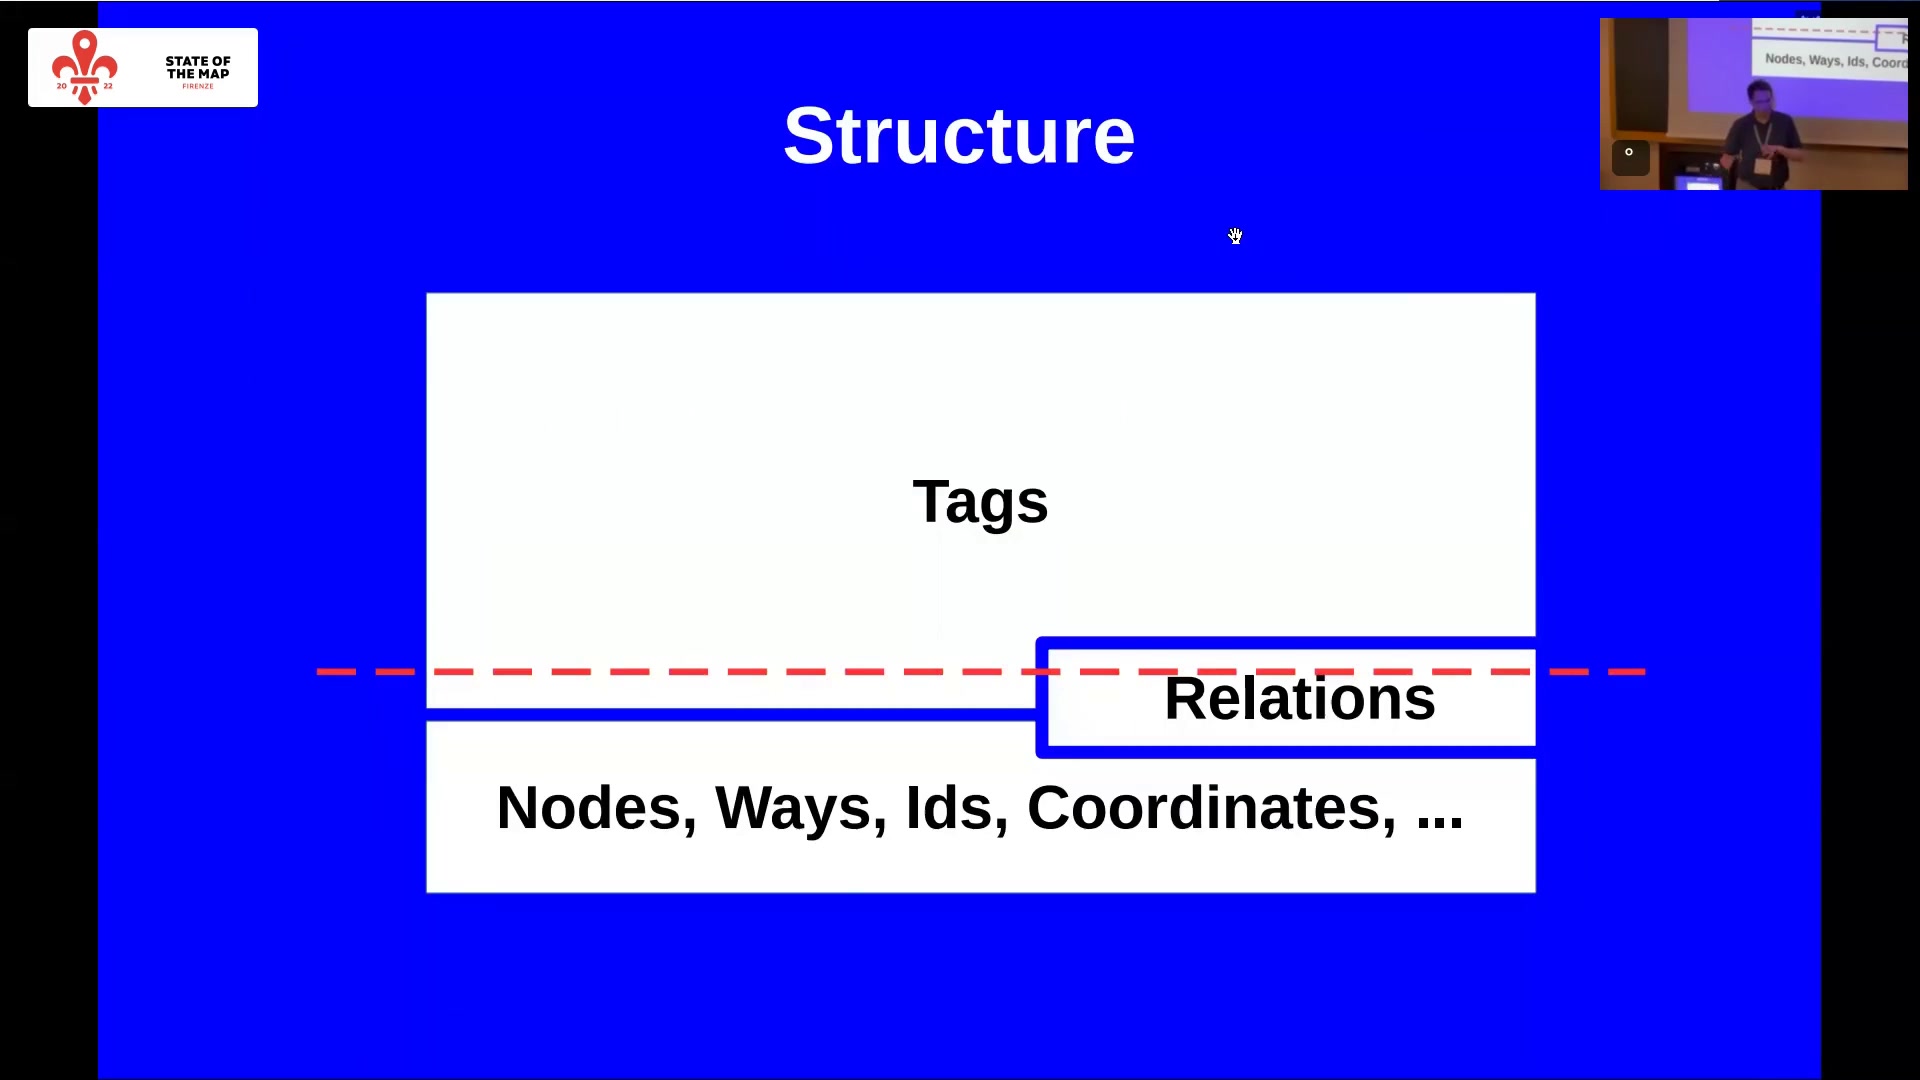 20 22
STATE OF
THE MAP
FIRENZE
Structure
Tags
Relations
Nodes, Ways, Ids, Coordinates, ...
Nodes, Ways, Ids, Coord